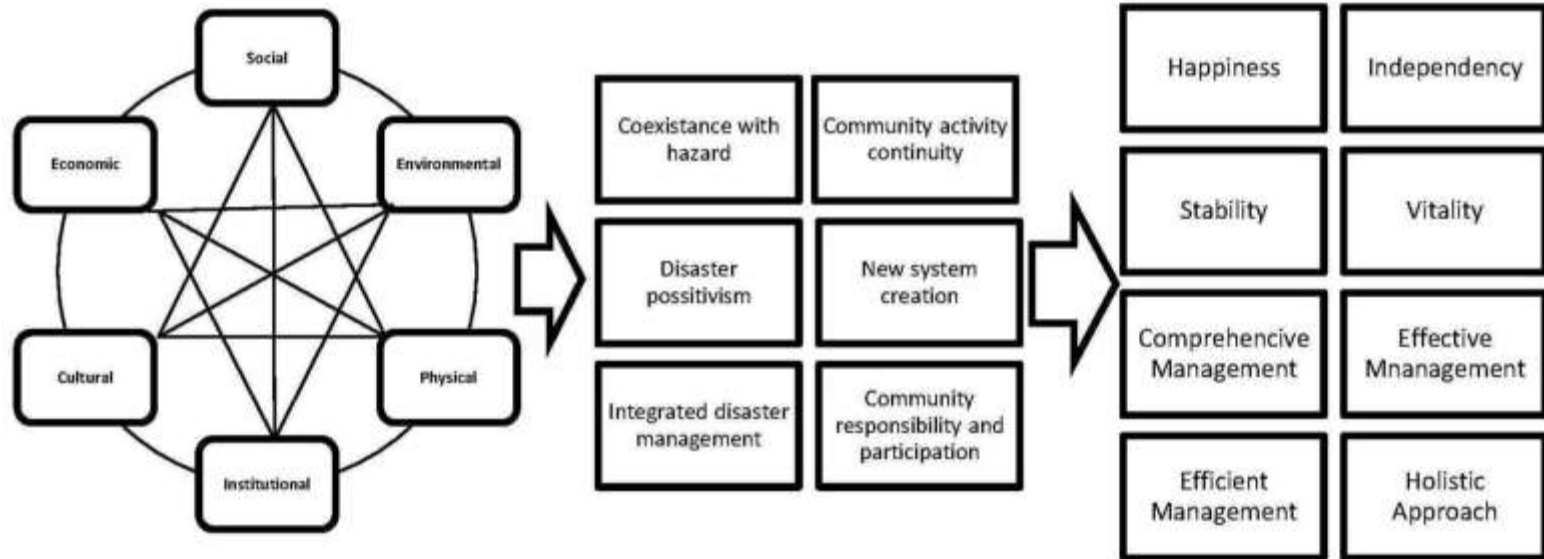 Social
Economic
Environmental
Cultural
Physical
Institutional
Coexistance with
hazard
Community activity
continuity
Disaster
possitivism
New system
creation
Integrated disaster
management
Community
responsibility and
participation
Happiness
Independency
Stability
Vitality
Comprehencive
Management
Effective
Mnanagement
Efficient
Management
Holistic
Approach